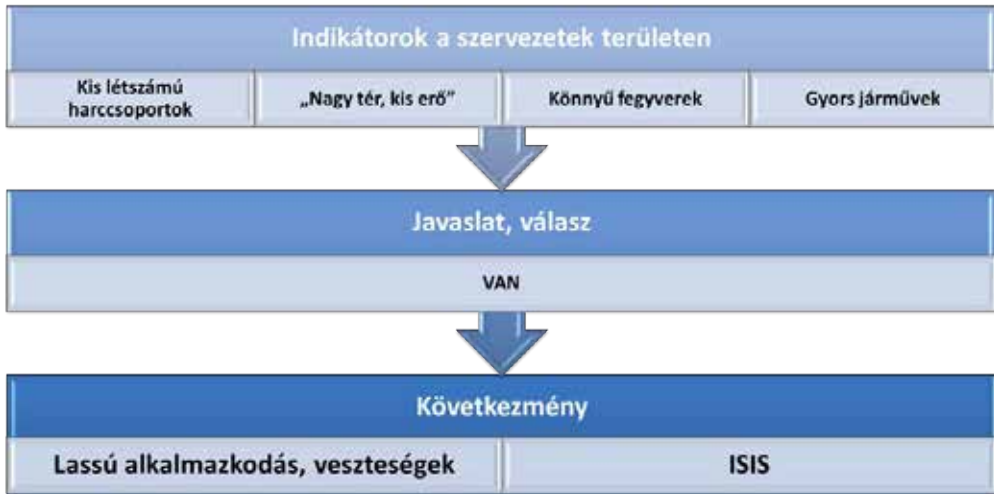 Indikátorok a szervezetek területen
Kis létszámú
harccsoportok
„Nagy tér, kis erő”
Könnyű fegyverek
Gyors járművek
Javaslat, válasz
VAN
Következmény
Lassú alkalmazkodás, veszteségek
ISIS